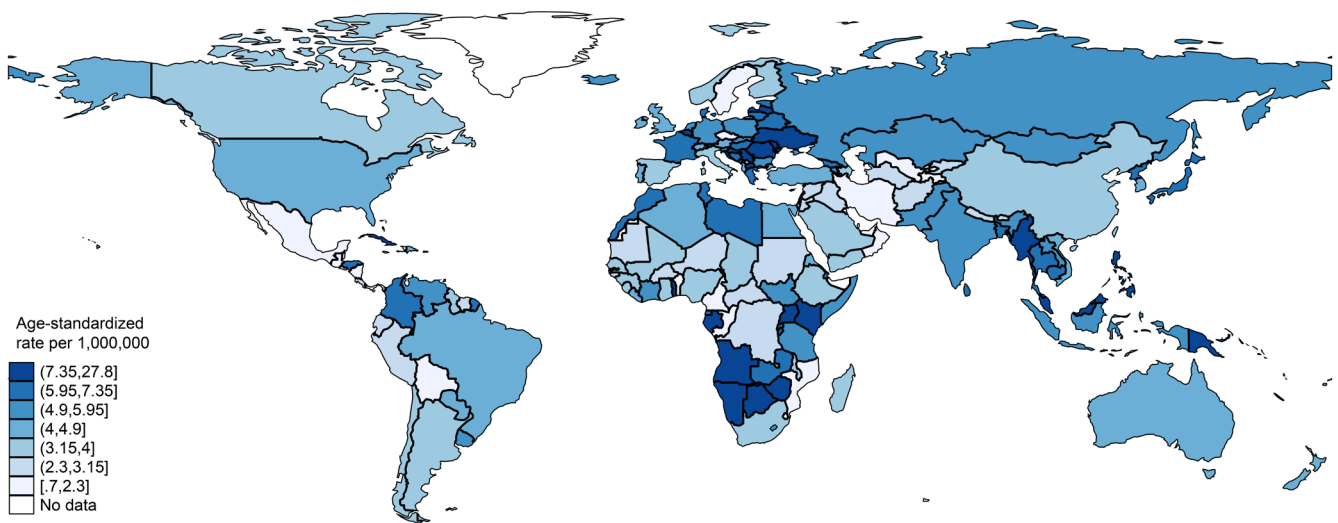 Age-standardized
rate per 1,000,000
(7.35,27.8]
(5.95,7.35]
(4.9,5.95]
(4,4.9]
(3.15,4]
(2.3,3.15]
[.7,2.3]
No data